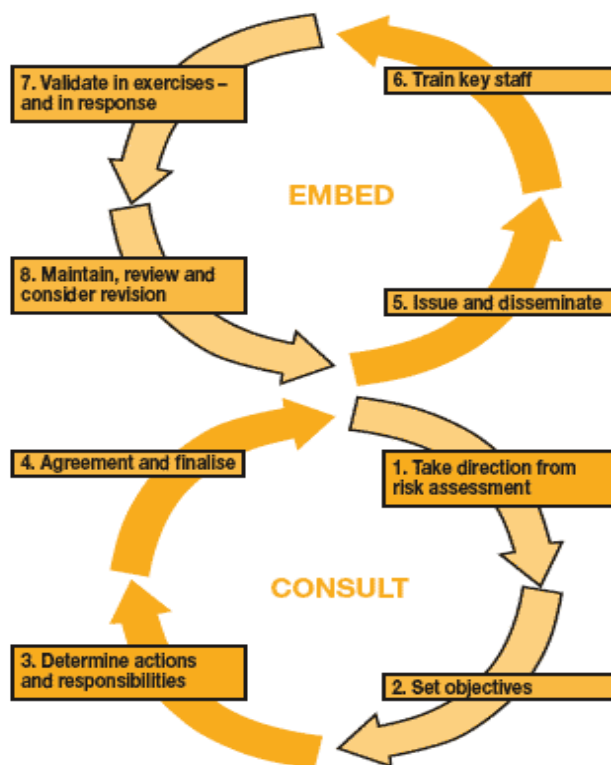 7. Validate in exercises –
and in response
6. Train key staff
EMBED
8. Maintain, review and
consider revision
5. Issue and disseminate
4. Agreement and finalise
1. Take direction from
risk assessment
CONSULT
3. Determine actions
and responsibilities
2. Set objectives